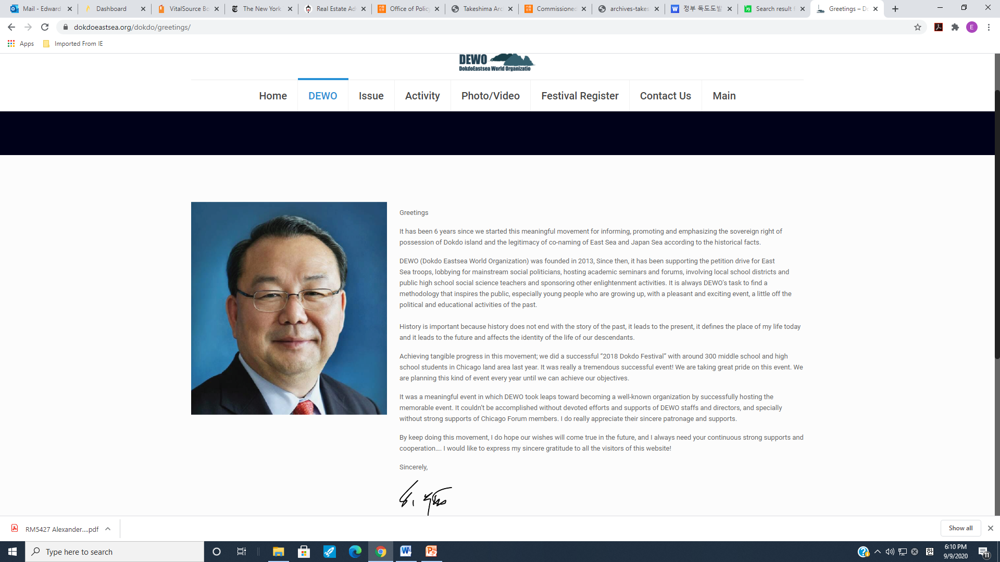 Mail - Edward
Dashboard
VitalSource Bo
The New York
Real Estate Ad
Office of Policy
Takeshima Arc
Commissioned
archives-takes
정부 독도도발
Search result f
Greetings – Do
dokdoeastsea.org/dokdo/greetings/
E
Apps
Imported From IE
DEWO
DokdoEastsea World Organizatio
Home
DEWO
Issue
Activity
Photo/Video
Festival Register
Contact Us
Main
Greetings
It has been 6 years since we started this meaningful movement for informing, promoting and emphasizing the sovereign right of
possession of Dokdo island and the legitimacy of co-naming of East Sea and Japan Sea according to the historical facts.
DEWO (Dokdo Eastsea World Organization) was founded in 2013, Since then, it has been supporting the petition drive for East
Sea troops, lobbying for mainstream social politicians, hosting academic seminars and forums, involving local school districts and
public high school social science teachers and sponsoring other enlightenment activities. It is always DEWO's task to find a
methodology that inspires the public, especially young people who are growing up, with a pleasant and exciting event, a little off the
political and educational activities of the past.
History is important because history does not end with the story of the past, it leads to the present, it defines the place of my life today
and it leads to the future and affects the identity of the life of our descendants.
Achieving tangible progress in this movement; we did a successful “2018 Dokdo Festival” with around 300 middle school and high
school students in Chicago land area last year. It was really a tremendous successful event! We are taking great pride on this event. We
are planning this kind of event every year until we can achieve our objectives.
It was a meaningful event in which DEWO took leaps toward becoming a well-known organization by successfully hosting the
memorable event. It couldn’t be accomplished without devoted efforts and supports of DEWO staffs and directors, and specially
without strong supports of Chicago Forum members. I do really appreciate their sincere patronage and supports.
By keep doing this movement, I do hope our wishes will come true in the future, and I always need your continuous strong supports and
cooperation…. I would like to express my sincere gratitude to all the visitors of this website!
Sincerely,
RM5427 Alexander....pdf
Show all
Type here to search
한
6:10 PM
9/9/2020
11